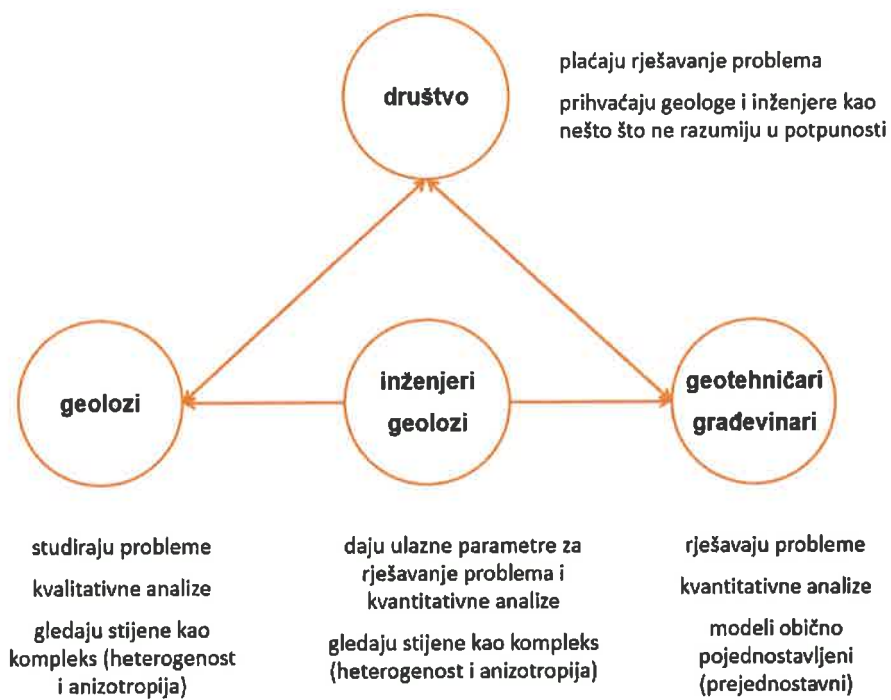 društvo
plaćaju rješavanje problema
prihvaćaju geologe i inženjere kao
nešto što ne razumiju u potpunosti
geolozi
inženjeri
geolozi
geotehničari
građevinari
studiraju probleme
kvalitativne analize
gledaju stijene kao
kompleks (heterogenost
i anizotropija)
daju ulazne parametre za
rješavanje problema i
kvantitativne analize
gledaju stijene kao kompleks
(heterogenost i anizotropija)
rješavaju probleme
kvantitativne analize
modeli obično
pojednostavljeni
(prejednostavni)